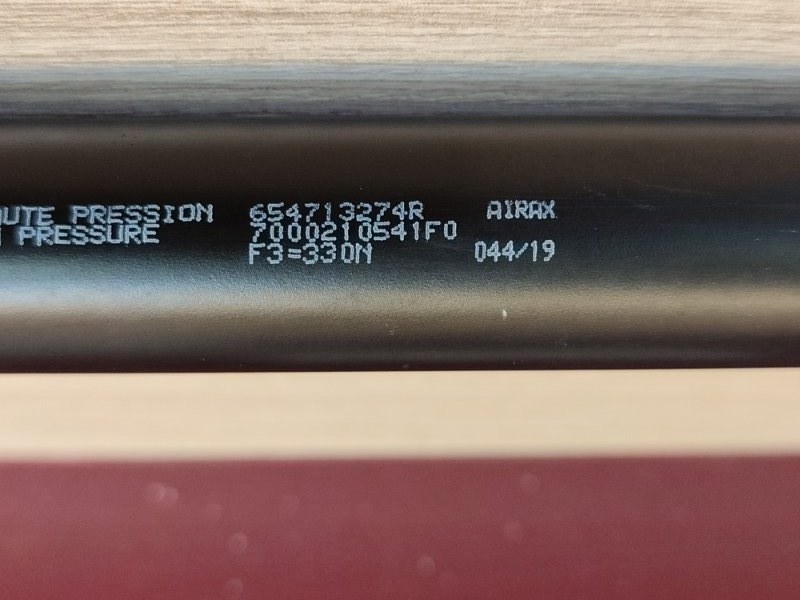 UTE PRESSION 654713274R AIRAX
PRESSURE 7000210541F0
F3=330N 044/19